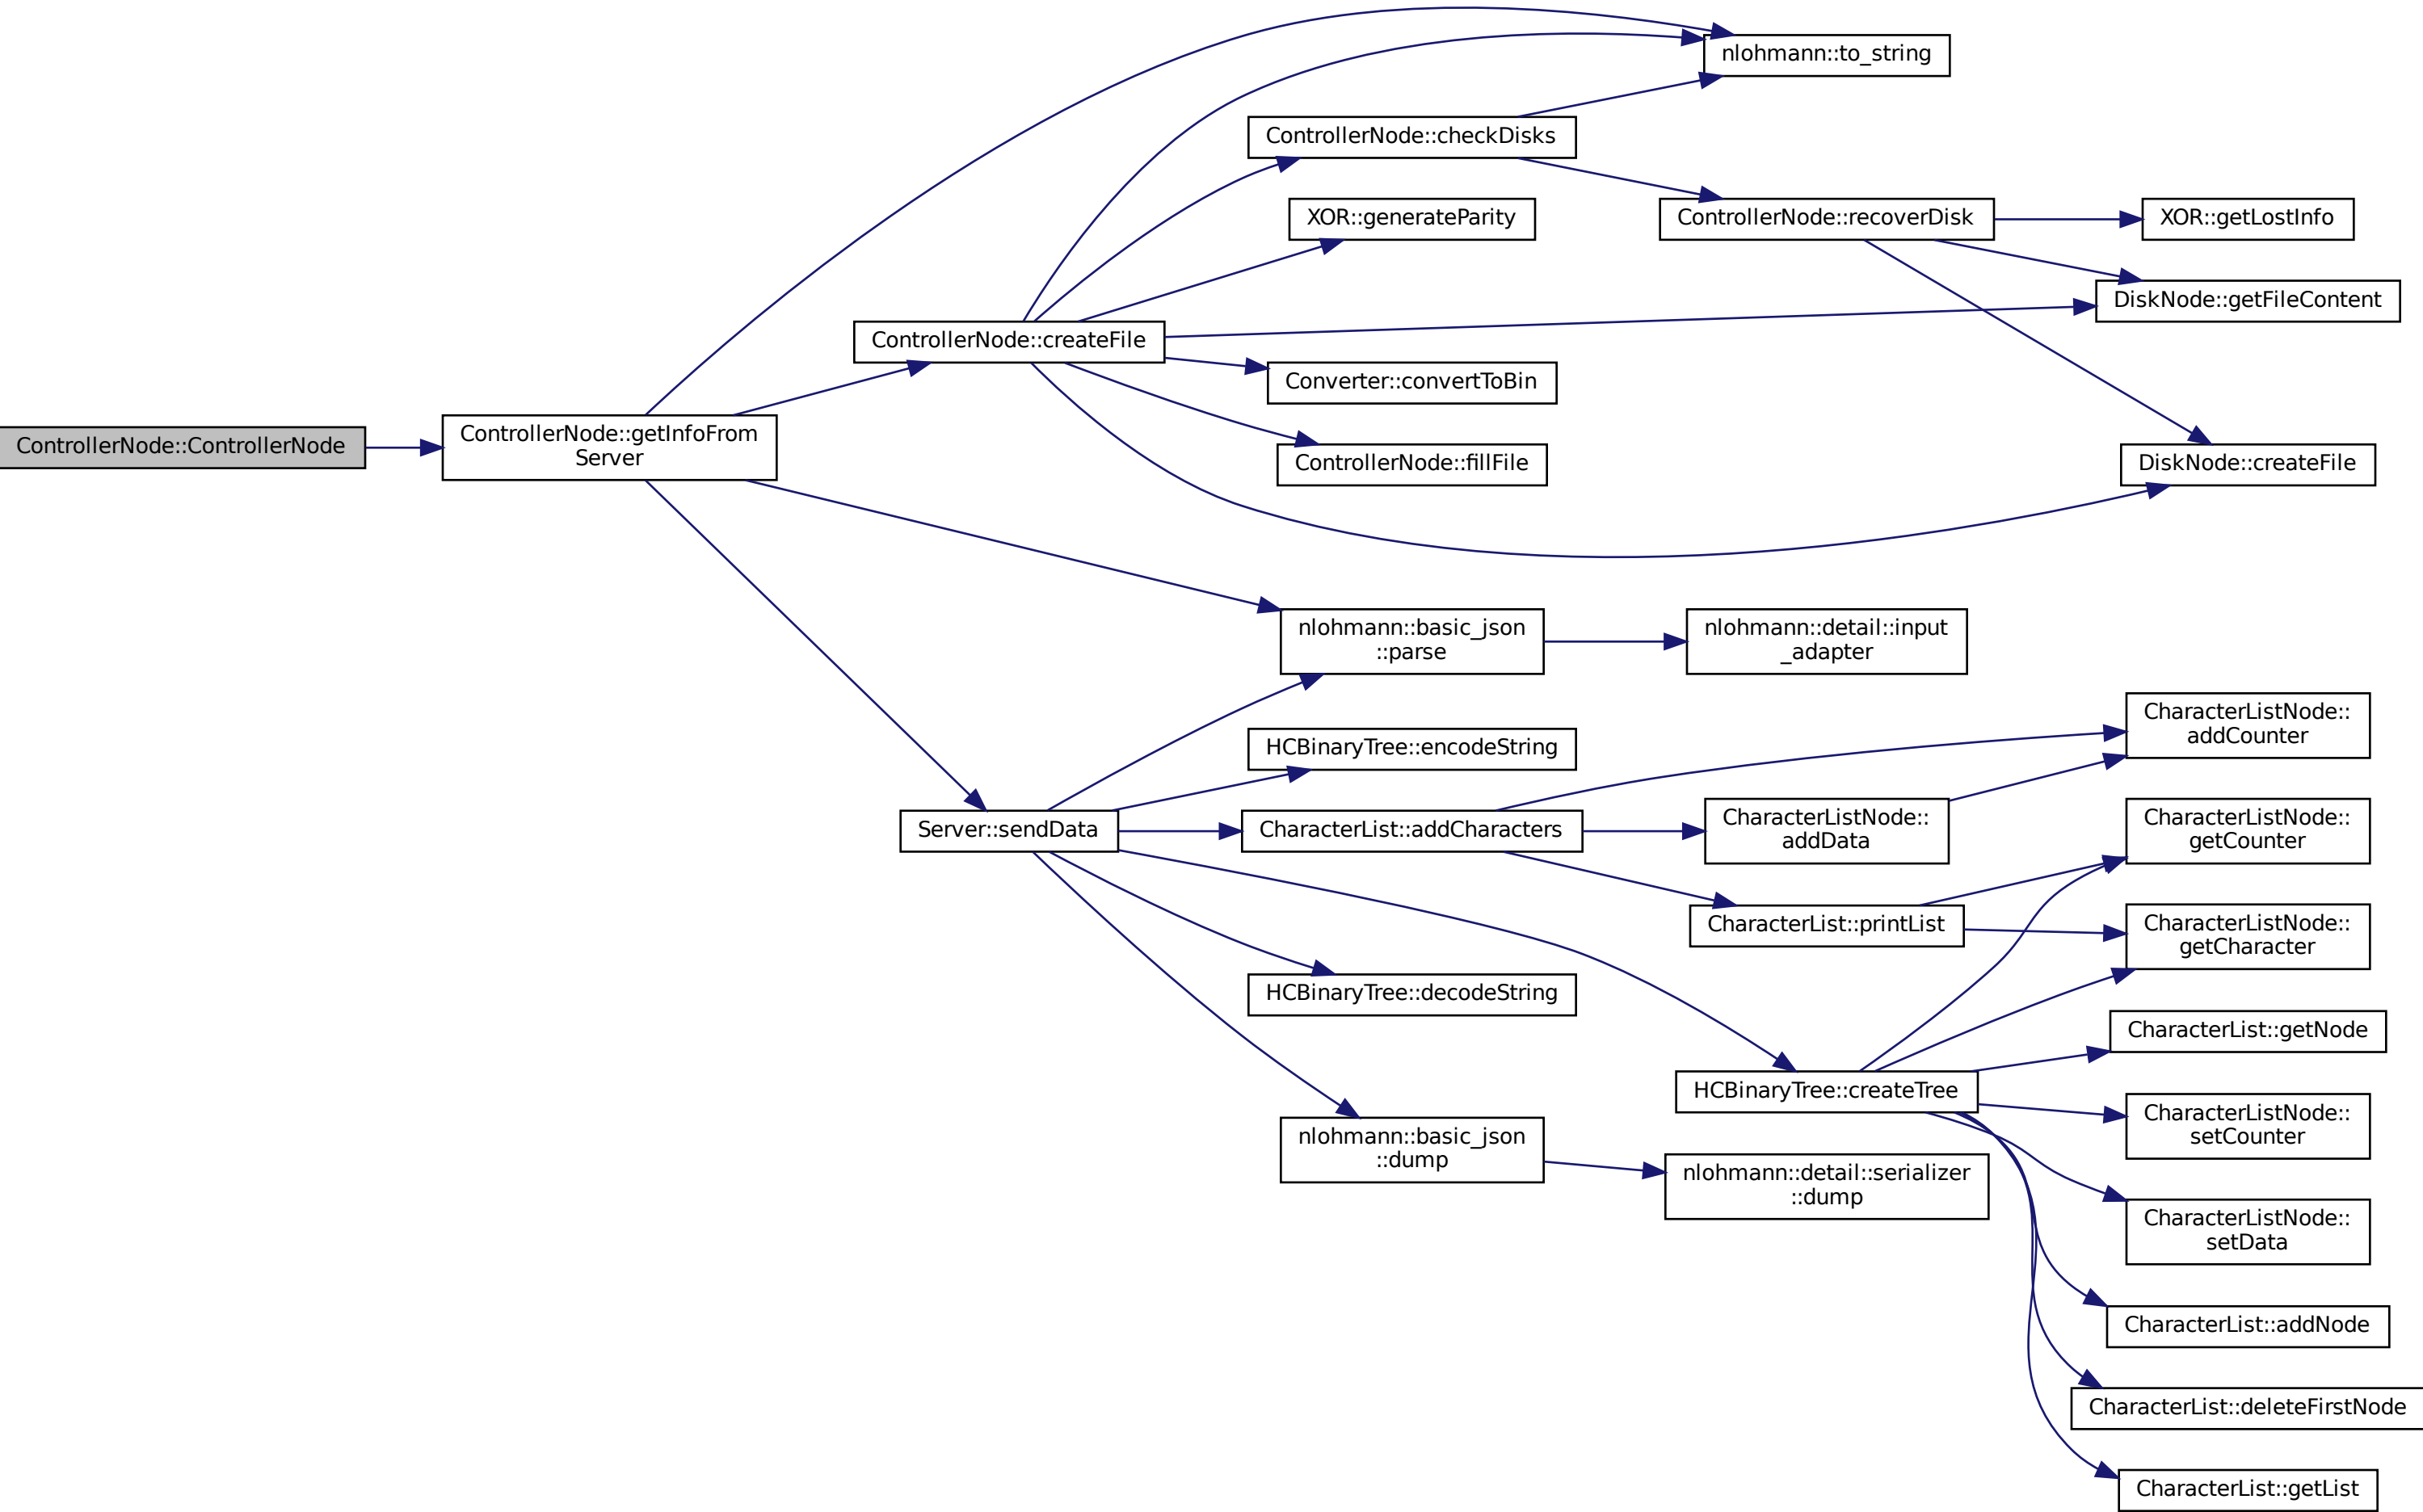 nlohmann::to_string
ControllerNode::checkDisks
XOR::generateParity
ControllerNode::recoverDisk
XOR::getLostInfo
DiskNode::getFileContent
ControllerNode::createFile
Converter::convertToBin
ControllerNode::ControllerNode
ControllerNode::getInfoFrom
Server
ControllerNode::fillFile
DiskNode::createFile
nlohmann::basic_json
::parse
nlohmann::detail::input
_adapter
CharacterListNode::
addCounter
HCBinaryTree::encodeString
Server::sendData
CharacterList::addCharacters
CharacterListNode::
addData
CharacterListNode::
getCounter
CharacterList::printList
CharacterListNode::
getCharacter
HCBinaryTree::decodeString
CharacterList::getNode
HCBinaryTree::createTree
CharacterListNode::
setCounter
nlohmann::basic_json
::dump
nlohmann::detail::serializer
::dump
CharacterListNode::
setData
CharacterList::addNode
CharacterList::deleteFirstNode
CharacterList::getList